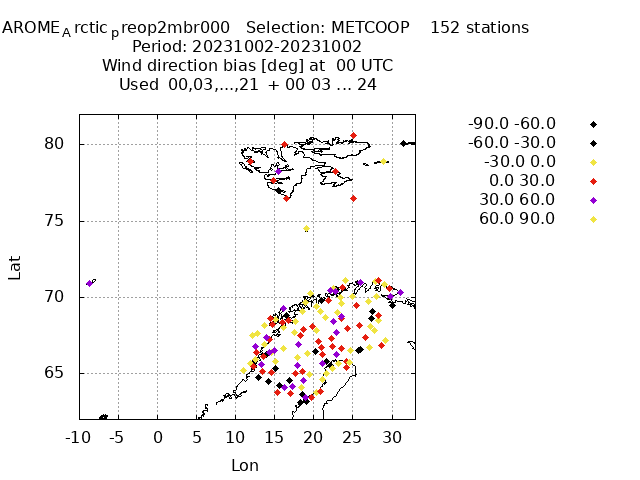 AROME_Arctic_preop2mbr000 Selection: METCOOP 152 stations
Period: 20231002-20231002
Wind direction bias [deg] at 00 UTC
Used 00,03,...,21 + 00 03 ... 24
-90.0 -60.0
-60.0 -30.0
-30.0 0.0
0.0 30.0
30.0 60.0
60.0 90.0
80
75
70
65
Lat
-10 -5 0 5 10 15 20 25 30
Lon